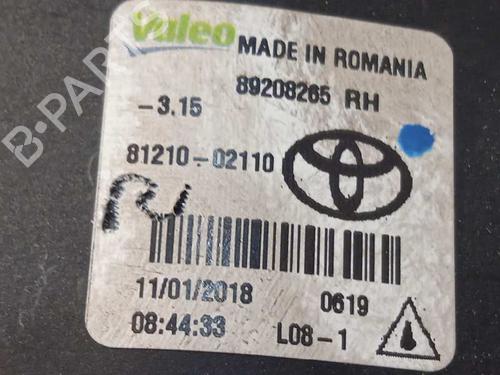 Valeo
MADE IN ROMANIA
89208265 RH
-3.15
81210-02110
RI
11/01/2018
0619
08:44:33
L08-1
B-PARTS